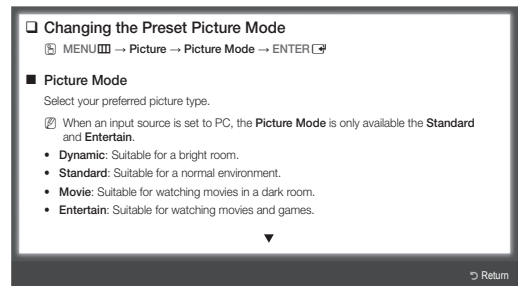 Changing the Preset Picture Mode
MENU → Picture → Picture Mode → ENTER
Picture Mode
Select your preferred picture type.
When an input source is set to PC, the Picture Mode is only available the Standard
and Entertain.
• Dynamic: Suitable for a bright room.
• Standard: Suitable for a normal environment.
• Movie: Suitable for watching movies in a dark room.
• Entertain: Suitable for watching movies and games.
Return